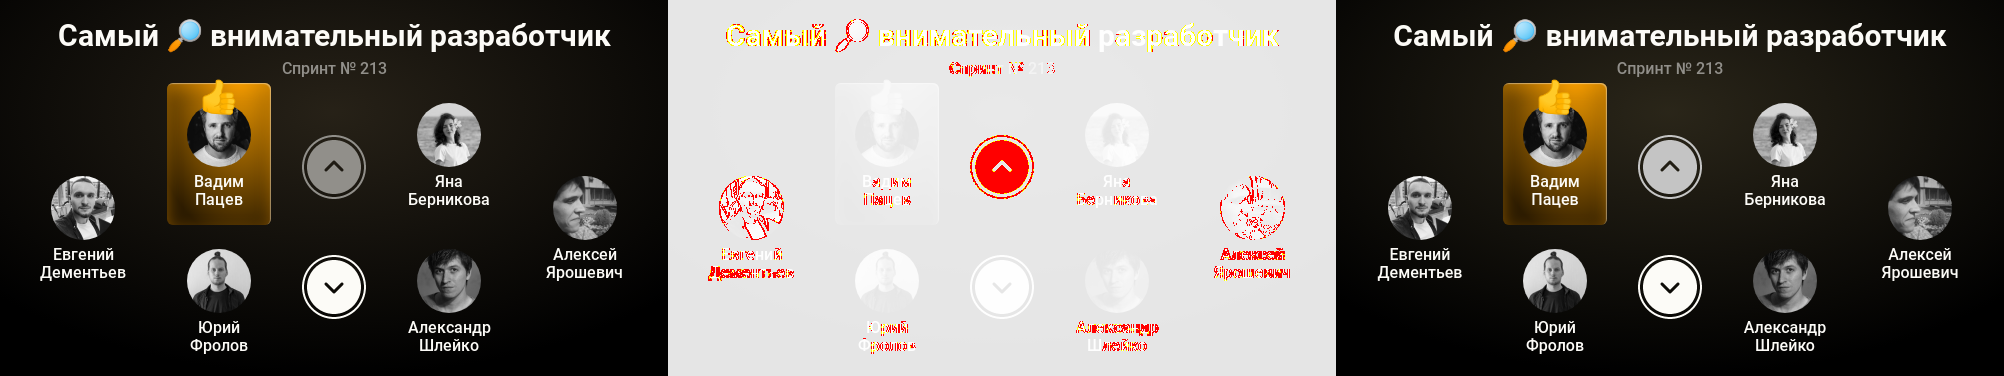 Самый 🔎 внимательный разработчик
Спринт № 213
Вадим
Пацев
Яна
Берникова
Евгений
Дементьев
Алексей
Ярошевич
Юрий
Фролов
Александр
Шлейко
Самый 🔎 внимательный разработчик
Спринт № 213
Вадим
Пацев
Яна
Берникова
Евгений
Дементьев
Алексей
Ярошевич
Юрий
Фролов
Александр
Шлейко
Самый 🔎 внимательный разработчик
Спринт № 213
Вадим
Пацев
Яна
Берникова
Евгений
Дементьев
Алексей
Ярошевич
Юрий
Фролов
Александр
Шлейко